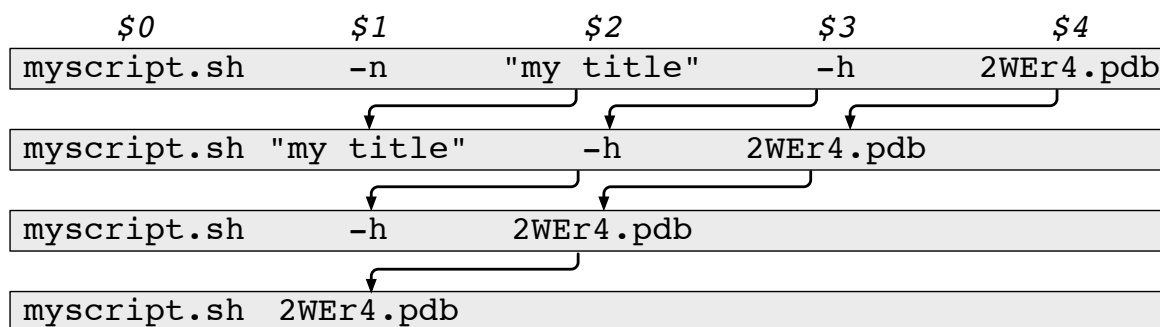 $0 $1 $2 $3 $4
myscript.sh -n "my title" -h 2WEr4.pdb
myscript.sh "my title" -h 2WEr4.pdb
myscript.sh -h 2WEr4.pdb
myscript.sh 2WEr4.pdb